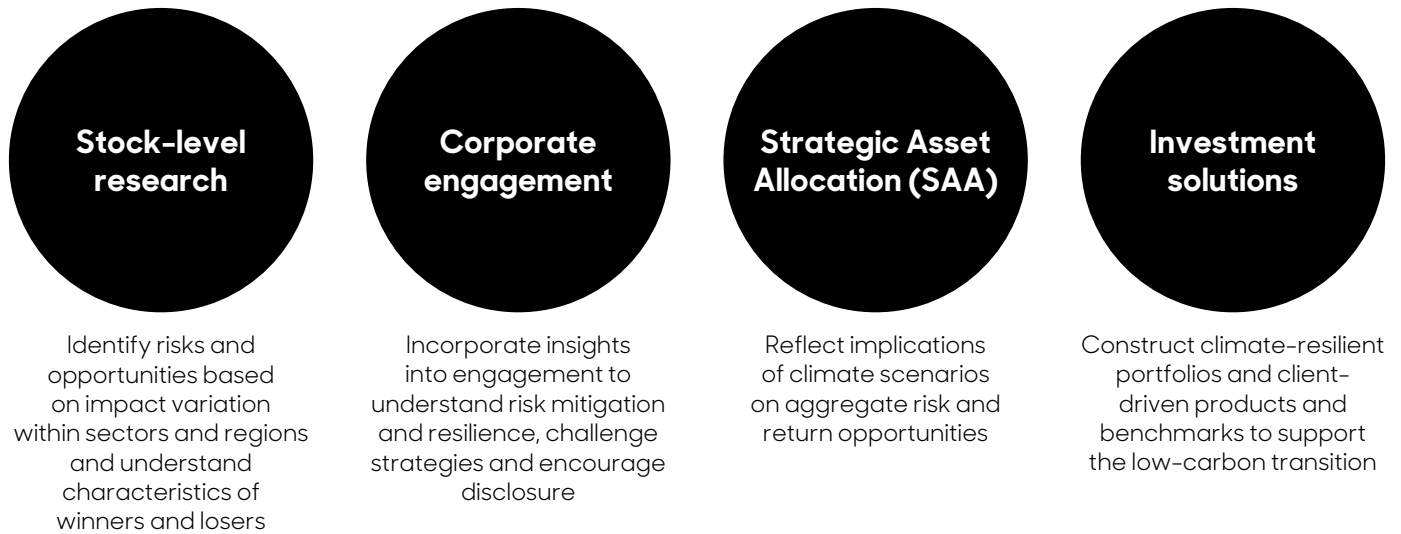 Stock-level
research
Identify risks and
opportunities based
on impact variation
within sectors and regions
and understand
characteristics of
winners and losers
Corporate
engagement
Incorporate insights
into engagement to
understand risk mitigation
and resilience, challenge
strategies and encourage
disclosure
Strategic Asset
Allocation (SAA)
Reflect implications
of climate scenarios
on aggregate risk and
return opportunities
Investment
solutions
Construct climate-resilient
portfolios and client-
driven products and
benchmarks to support
the low-carbon transition